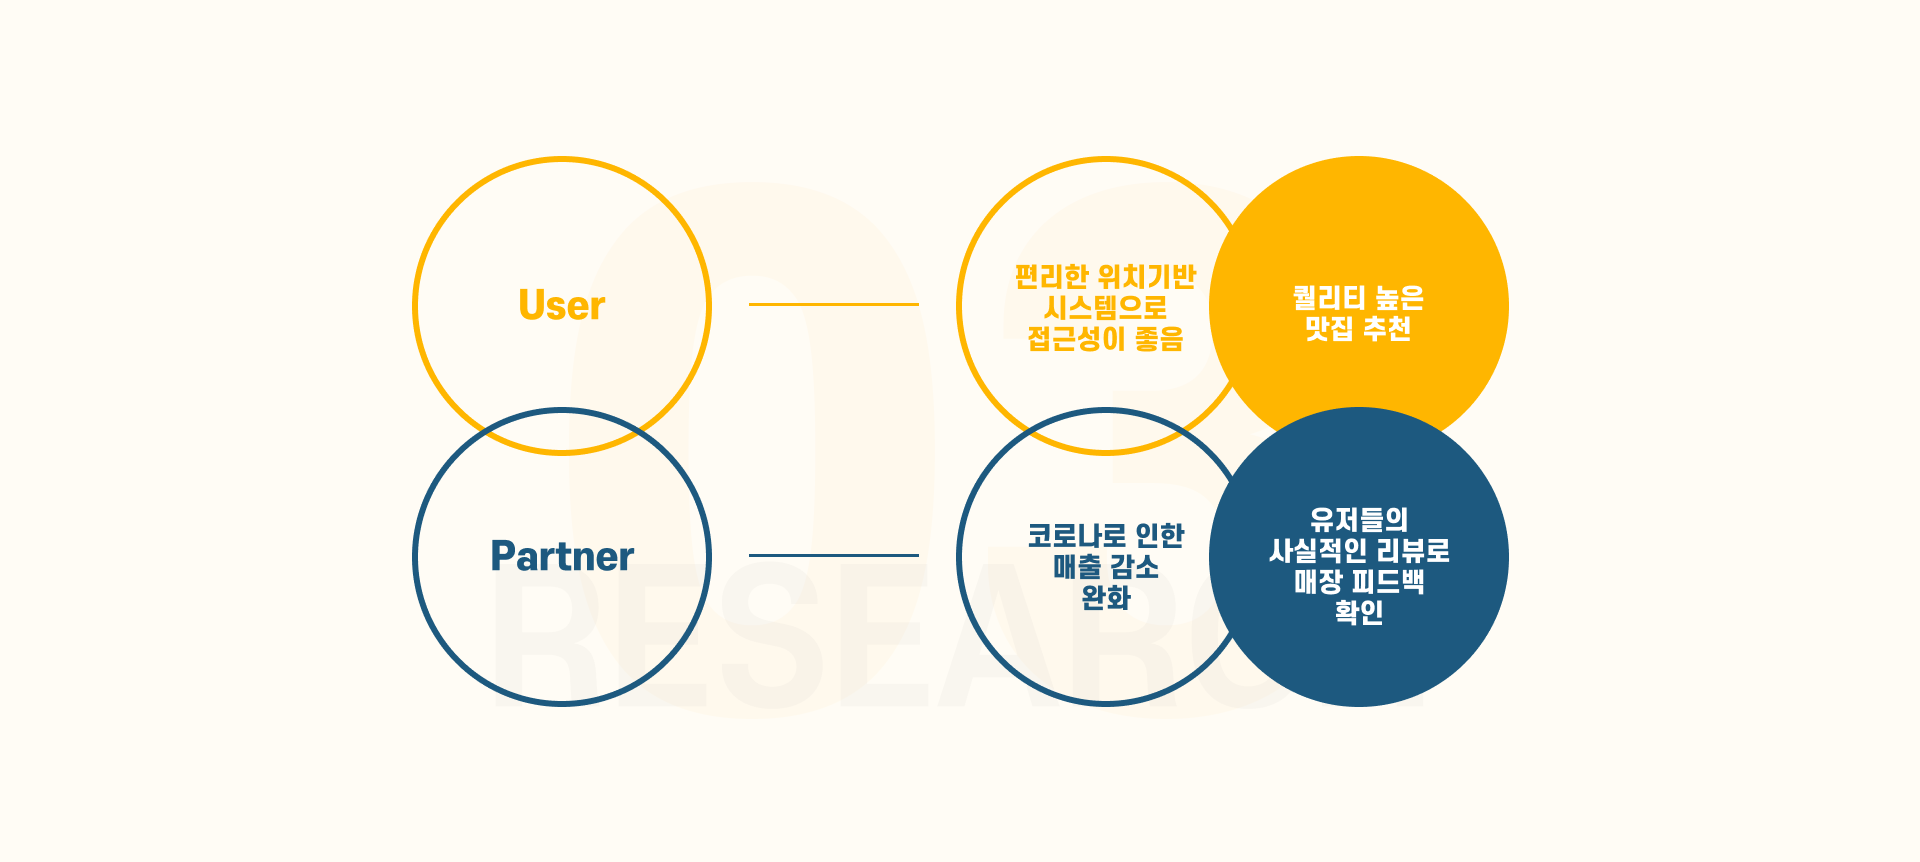 03
RESEARCH
User
편리한 위치기반
시스템으로
접근성이 좋음
퀄리티 높은
맛집 추천
Partner
코로나로 인한
매출 감소
완화
유저들의
사실적인 리뷰로
매장 피드백
확인